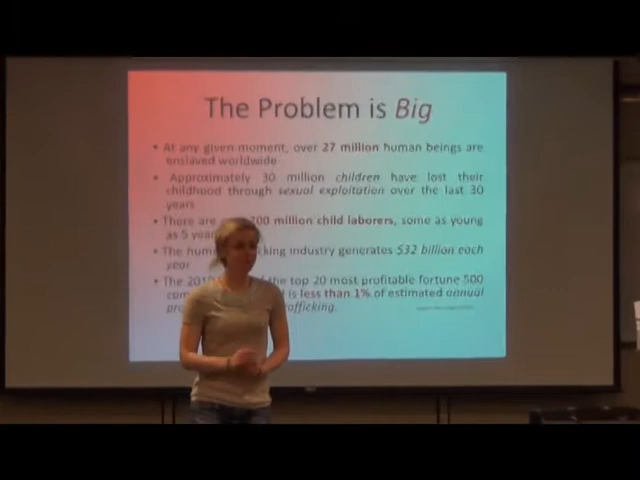 The Problem is Big
• At any given moment, over 27 million human beings are
enslaved worldwide
• Approximately 30 million children have lost their
childhood through sexual exploitation over the last 30
years
• There are 200 million child laborers, some as young
as 5 years
• The hum king industry generates $32 billion each
year
• The 201 the top 20 most profitable fortune 500
com is less than 1% of estimated annual
pro trafficking.